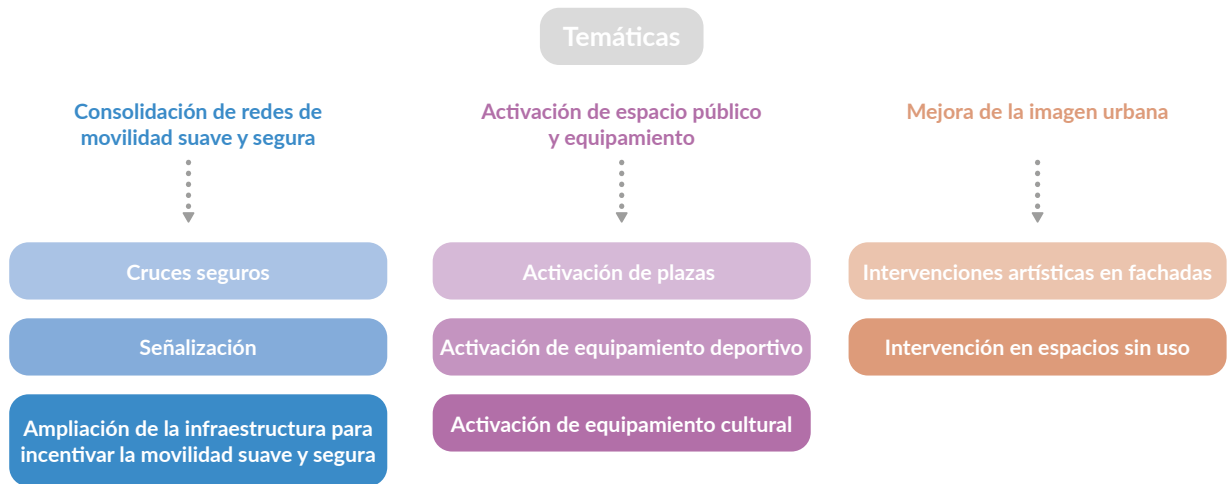 Temáticas
Consolidación de redes de
movilidad suave y segura
Cruces seguros
Señalización
Ampliación de la infraestructura para
incentivar la movilidad suave y segura
Activación de espacio público
y equipamiento
Activación de plazas
Activación de equipamiento deportivo
Activación de equipamiento cultural
Mejora de la imagen urbana
Intervenciones artísticas en fachadas
Intervención en espacios sin uso